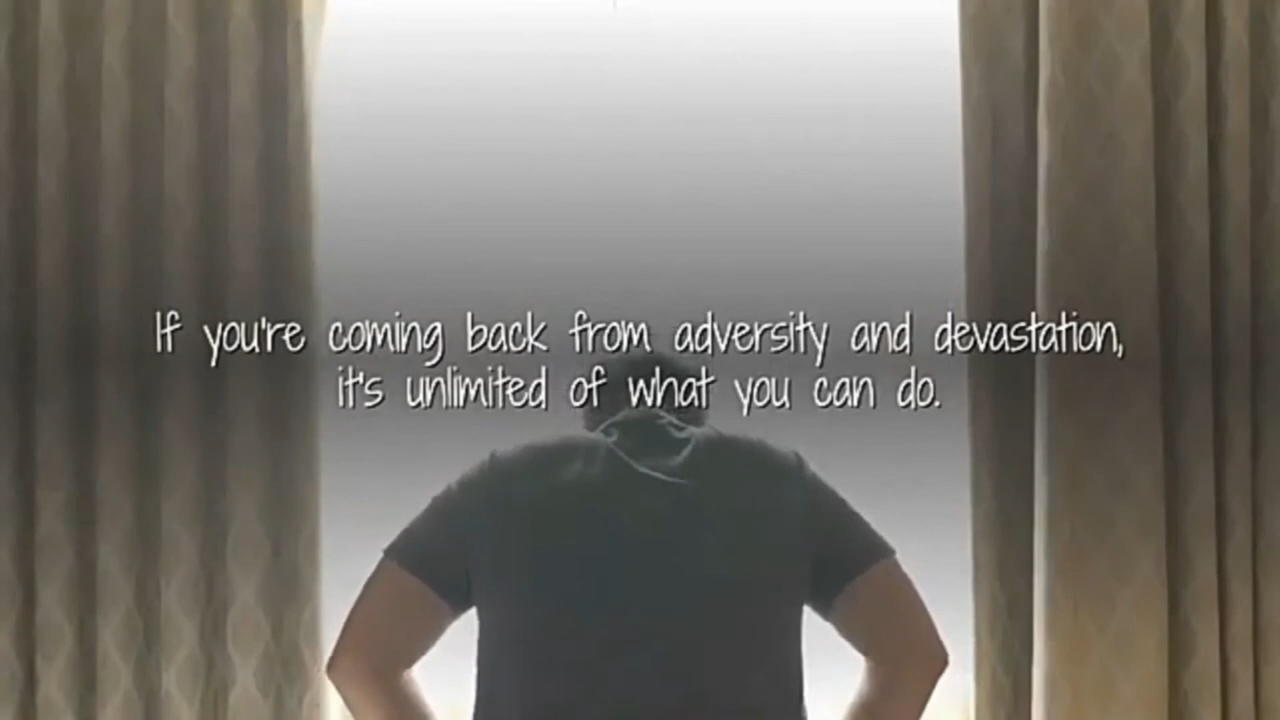 If you're coming back from adversity and devastation,
it's unlimited of what you can do.